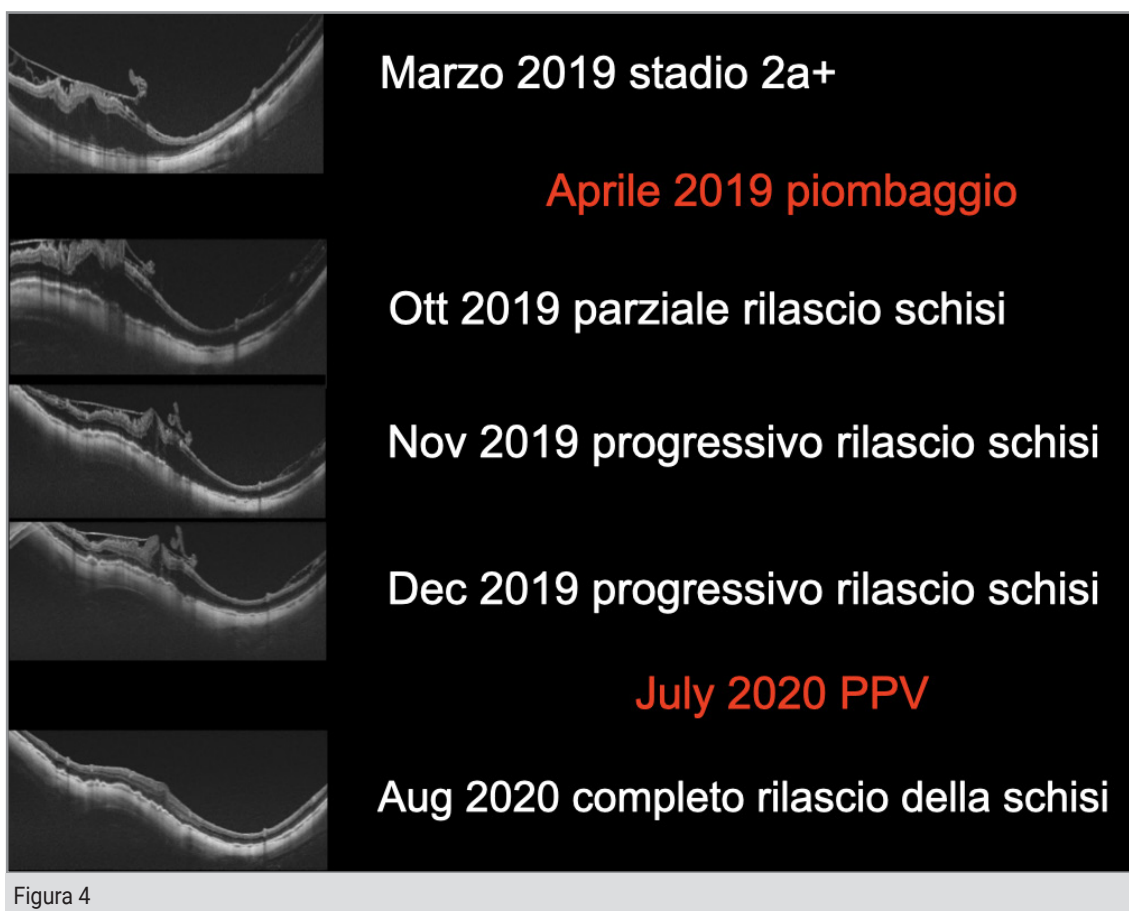 Marzo 2019 stadio 2a+
Aprile 2019 piombaggio
Ott 2019 parziale rilascio schisi
Nov 2019 progressivo rilascio schisi
Dec 2019 progressivo rilascio schisi
July 2020 PPV
Aug 2020 completo rilascio della schisi
Figura 4